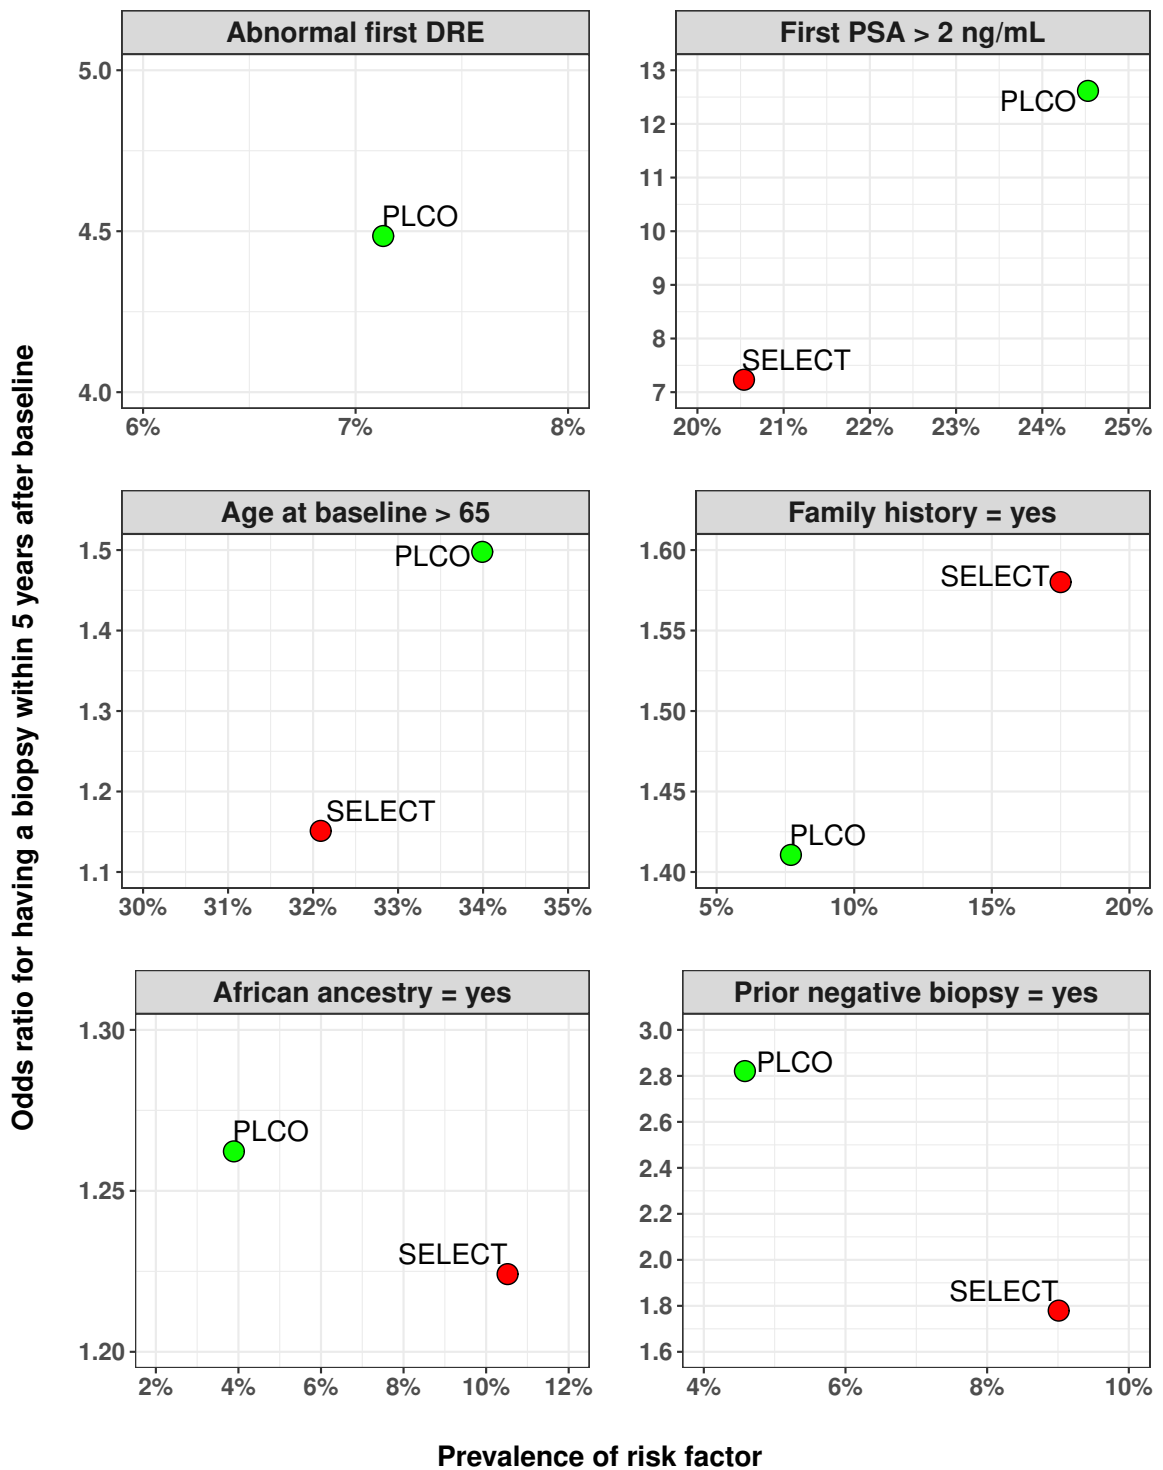 Abnormal first DRE
5.0
4.5
4.0
PLCO
6% 7% 8%
First PSA > 2 ng/mL
13
12
11
10
9
8
7
PLCO
SELECT
20% 21% 22% 23% 24% 25%
Age at baseline > 65
1.5
1.4
1.3
1.2
1.1
PLCO
SELECT
30% 31% 32% 33% 34% 35%
Family history = yes
1.60
1.55
1.50
1.45
1.40
SELECT
PLCO
5% 10% 15% 20%
African ancestry = yes
1.30
1.25
1.20
PLCO
SELECT
2% 4% 6% 8% 10% 12%
Prior negative biopsy = yes
3.0
2.8
2.6
2.4
2.2
2.0
1.8
1.6
PLCO
SELECT
4% 6% 8% 10%
Odds ratio for having a biopsy within 5 years after baseline
Prevalence of risk factor